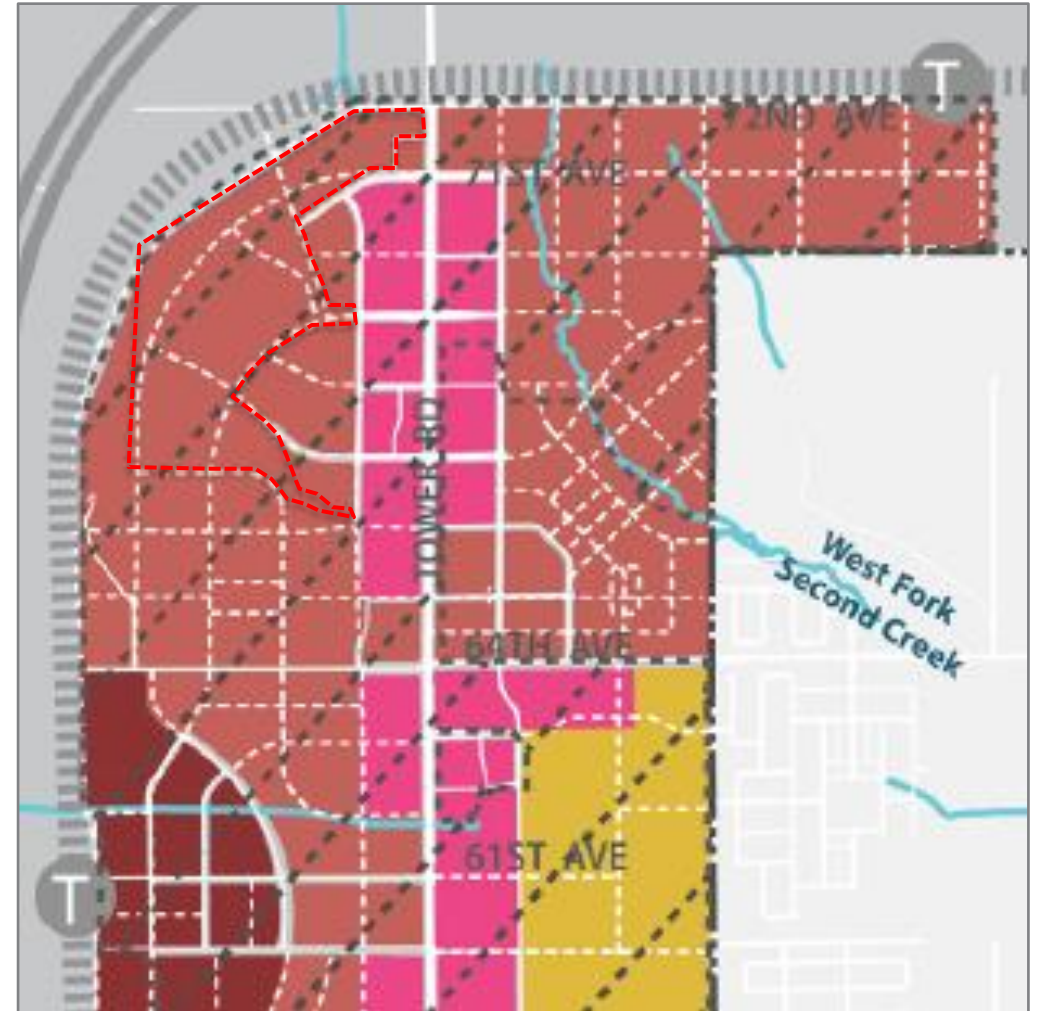 T
72ND AVE
71ST AVE
TOWER RD
West Fork
Second Creek
64TH AVE
61ST AVE
T